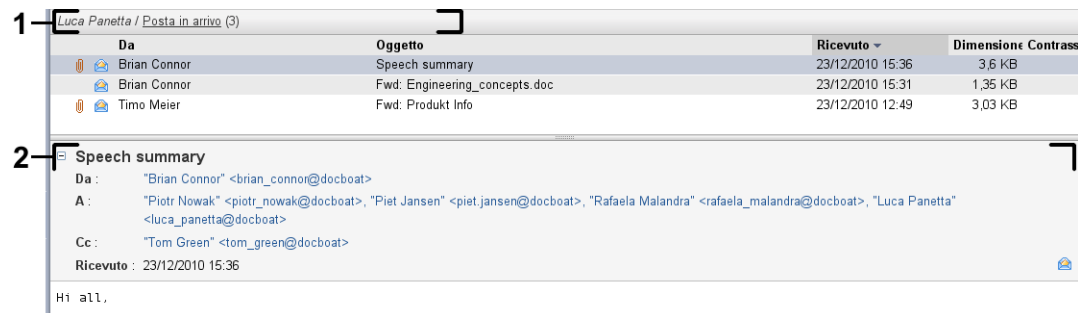 1
Luca Panetta / Posta in arrivo (3)
Da Oggetto Ricevuto Dimensione Contrass
Brian Connor Speech summary 23/12/2010 15:36 3,6 KB
Brian Connor Fwd: Engineering_concepts.doc 23/12/2010 15:31 1,35 KB
Timo Meier Fwd: Produkt Info 23/12/2010 12:49 3,03 KB
2
Speech summary
Da : "Brian Connor" <brian_connor@docboat>
A : "Piotr Nowak" <piotr_nowak@docboat>, "Piet Jansen" <piet.jansen@docboat>, "Rafaela Malandra" <rafaela_malandra@docboat>, "Luca Panetta"
<luca_panetta@docboat>
Cc : "Tom Green" <tom_green@docboat>
Ricevuto : 23/12/2010 15:36
Hi all,